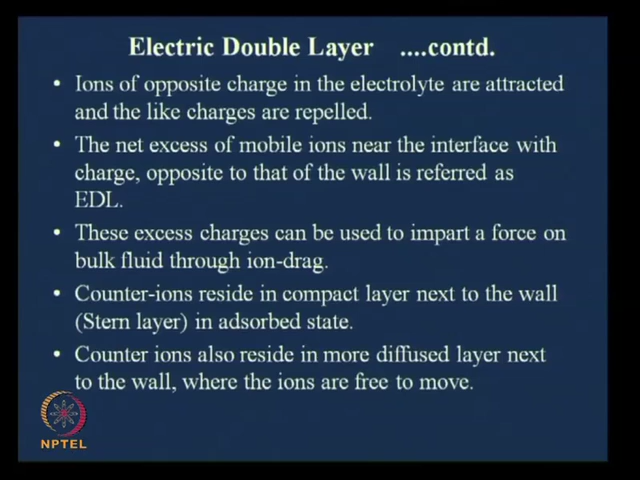 Electric Double Layer ....contd.
• Ions of opposite charge in the electrolyte are attracted
and the like charges are repelled.
• The net excess of mobile ions near the interface with
charge, opposite to that of the wall is referred as
EDL.
• These excess charges can be used to impart a force on
bulk fluid through ion-drag.
• Counter-ions reside in compact layer next to the wall
(Stern layer) in adsorbed state.
• Counter ions also reside in more diffused layer next
to the wall, where the ions are free to move.
NPTEL